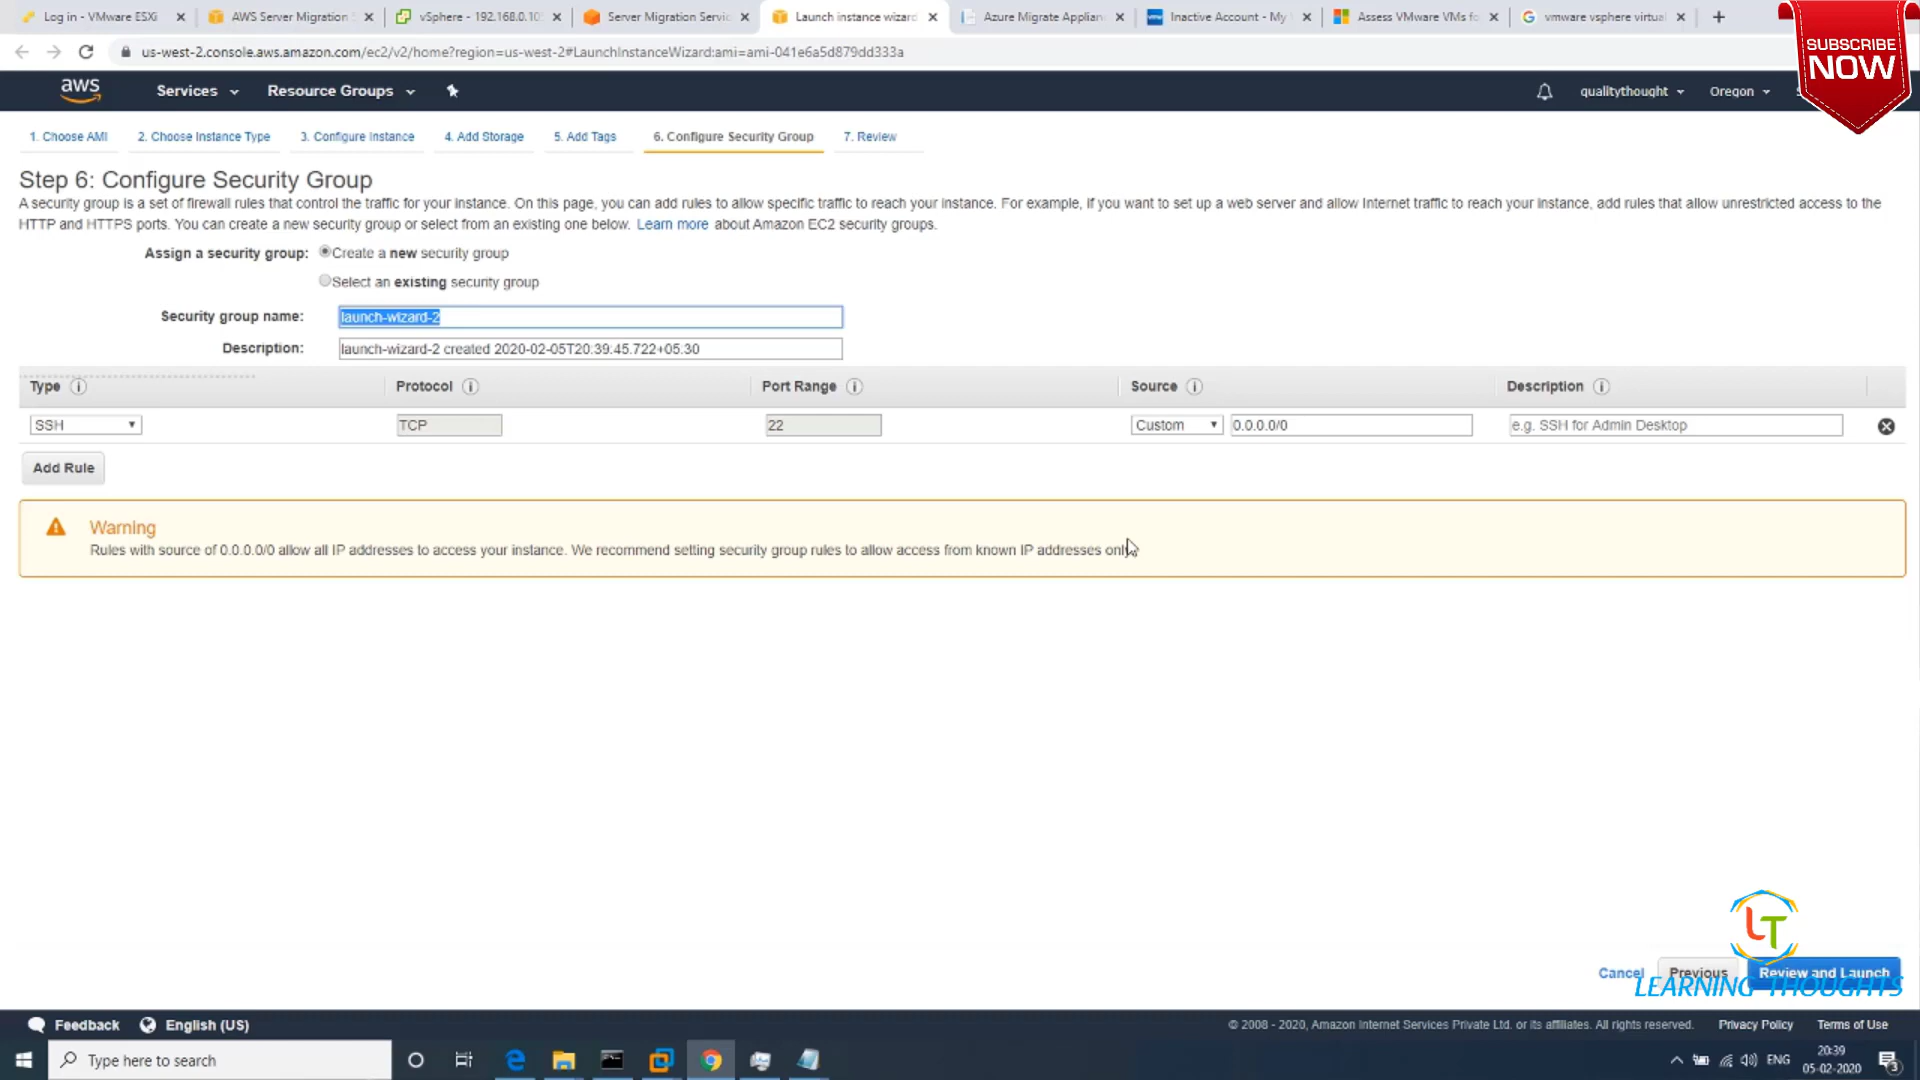 Log in - VMware ESXi
AWS Server Migration S
vSphere - 192.168.0.10
Server Migration Servic
Launch instance wizard
Azure Migrate Applian
Inactive Account - My
Assess VMware VMs fo
vmware vsphere virtual
SUBSCRIBE
NOW
us-west-2.console.aws.amazon.com/ec2/v2/home?region=us-west-2#LaunchInstanceWizard:ami=ami-041e6a5d879dd333a
aws
Services
Resource Groups
qualitythought
Oregon
1. Choose AMI
2. Choose Instance Type
3. Configure Instance
4. Add Storage
5. Add Tags
6. Configure Security Group
7. Review
Step 6: Configure Security Group
A security group is a set of firewall rules that control the traffic for your instance. On this page, you can add rules to allow specific traffic to reach your instance. For example, if you want to set up a web server and allow Internet traffic to reach your instance, add rules that allow unrestricted access to the
HTTP and HTTPS ports. You can create a new security group or select from an existing one below. Learn more about Amazon EC2 security groups.
Assign a security group:
Create a new security group
Select an existing security group
Security group name:
launch-wizard-2
Description:
launch-wizard-2 created 2020-02-05T20:39:45.722+05:30
Type
Protocol
Port Range
Source
Description
SSH
TCP
22
Custom
0.0.0.0/0
e.g. SSH for Admin Desktop
Add Rule
Warning
Rules with source of 0.0.0.0/0 allow all IP addresses to access your instance. We recommend setting security group rules to allow access from known IP addresses only
LT
Cancel
Previous
Review and Launch
LEARNING THOUGHTS
Feedback
English (US)
© 2008 - 2020, Amazon Internet Services Private Ltd. or its affiliates. All rights reserved.
Privacy Policy
Terms of Use
Type here to search
ENG
20:39
05-02-2020
3